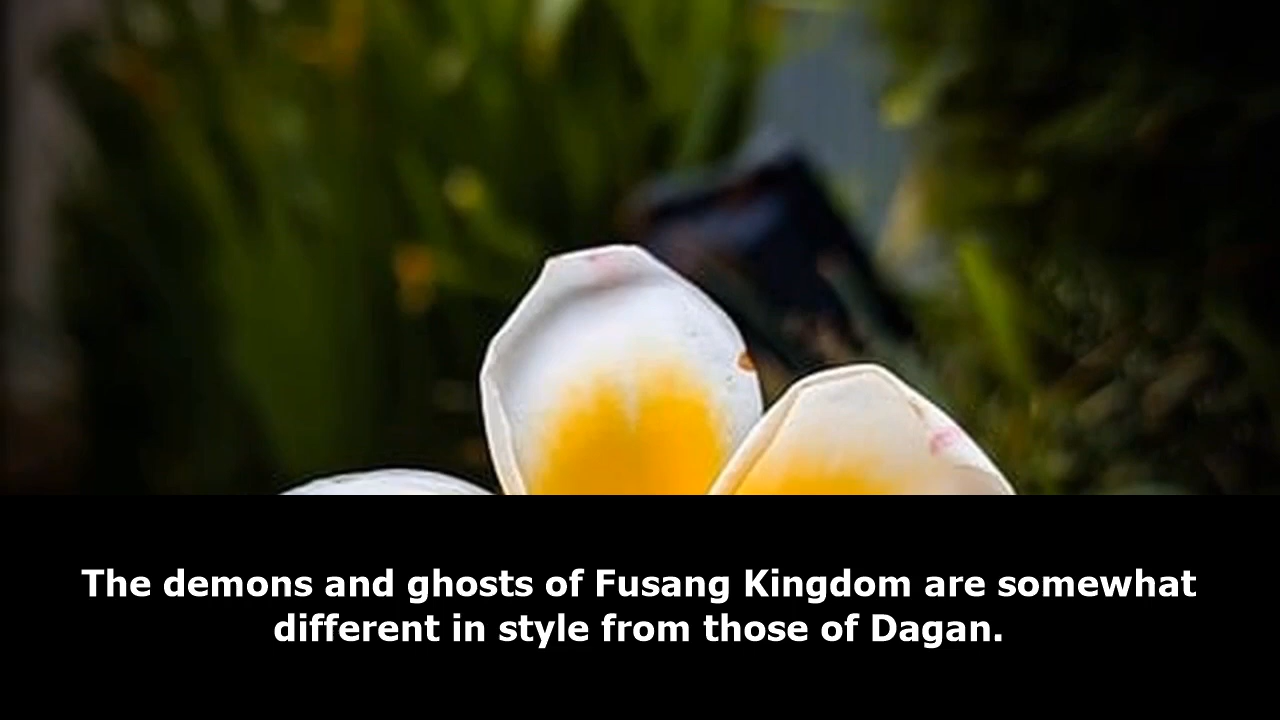 The demons and ghosts of Fusang Kingdom are somewhat
different in style from those of Dagan.